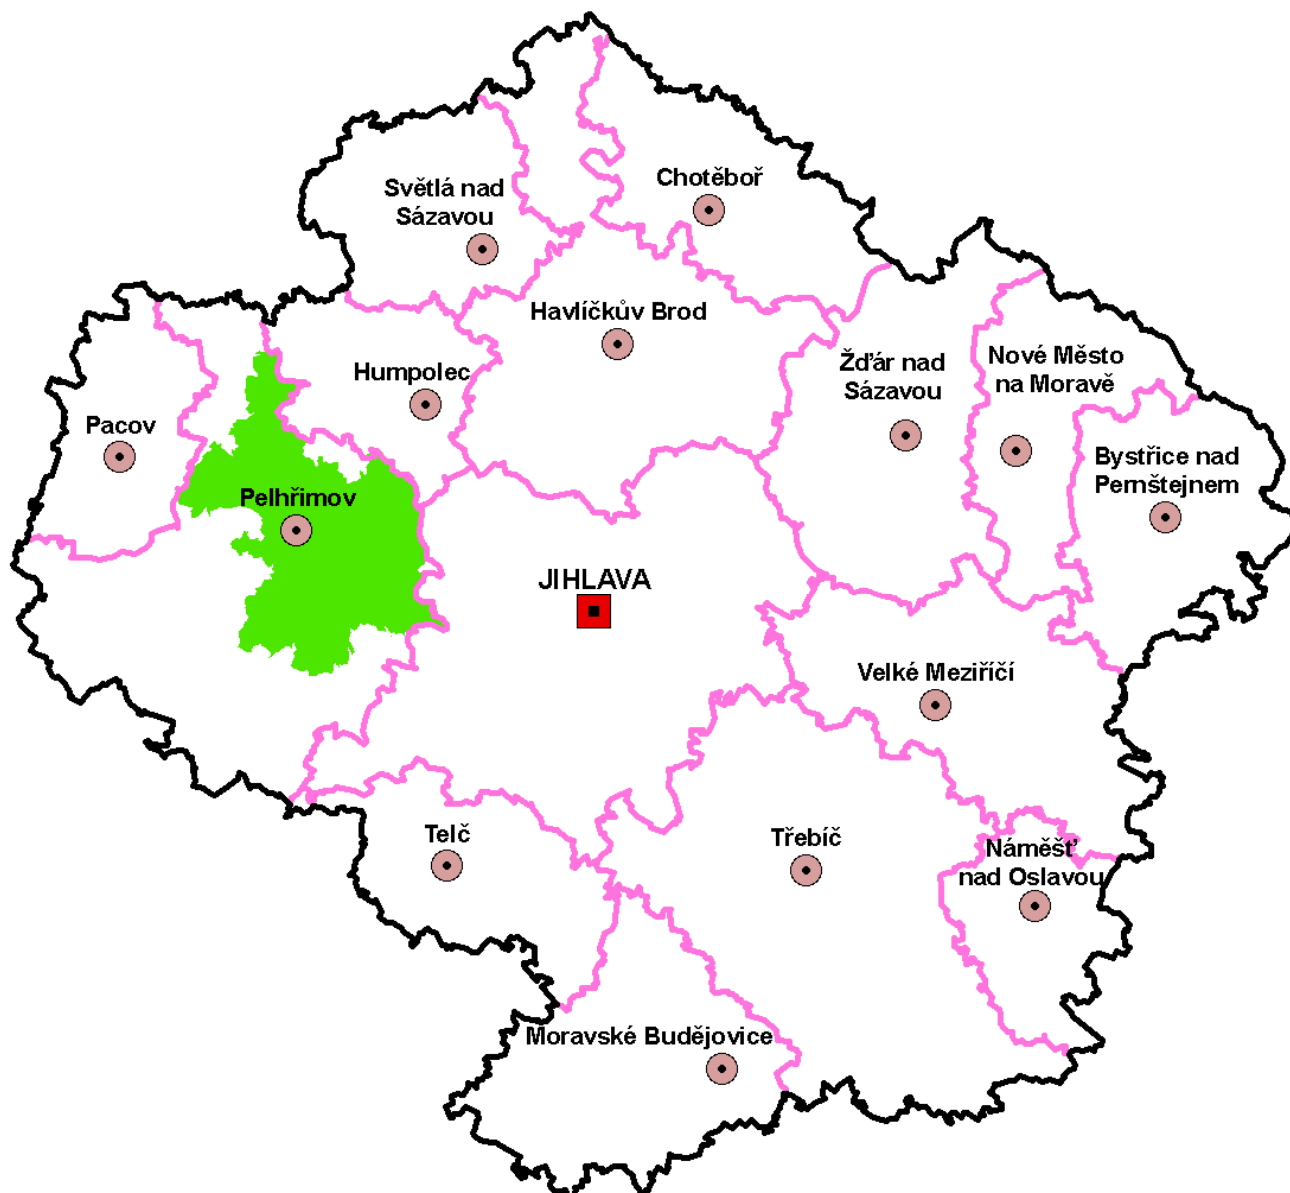 Chotěboř
Světlá nad
Sázavou
Havlíčkův Brod
Žďár nad
Sázavou
Nové Město
na Moravě
Humpolec
Pacov
Bystřice nad
Pernštejnem
Pelhřimov
JIHLAVA
Velké Meziříčí
Telč
Třebíč
Náměšť
nad Oslavou
Moravské Budějovice